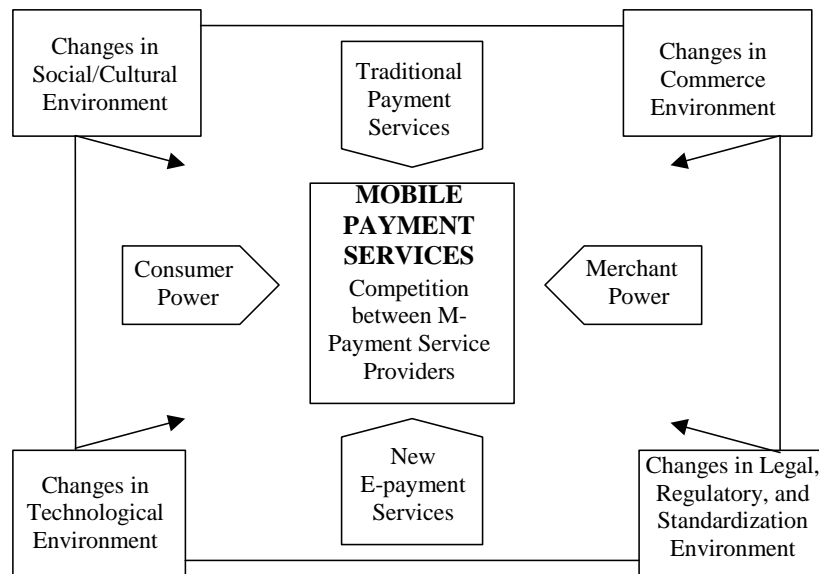 Changes in
Social/Cultural
Environment
Traditional
Payment
Services
Changes in
Commerce
Environment
MOBILE
PAYMENT
SERVICES
Competition
between M-
Payment Service
Providers
Consumer
Power
Merchant
Power
Changes in
Technological
Environment
New
E-payment
Services
Changes in Legal,
Regulatory, and
Standardization
Environment